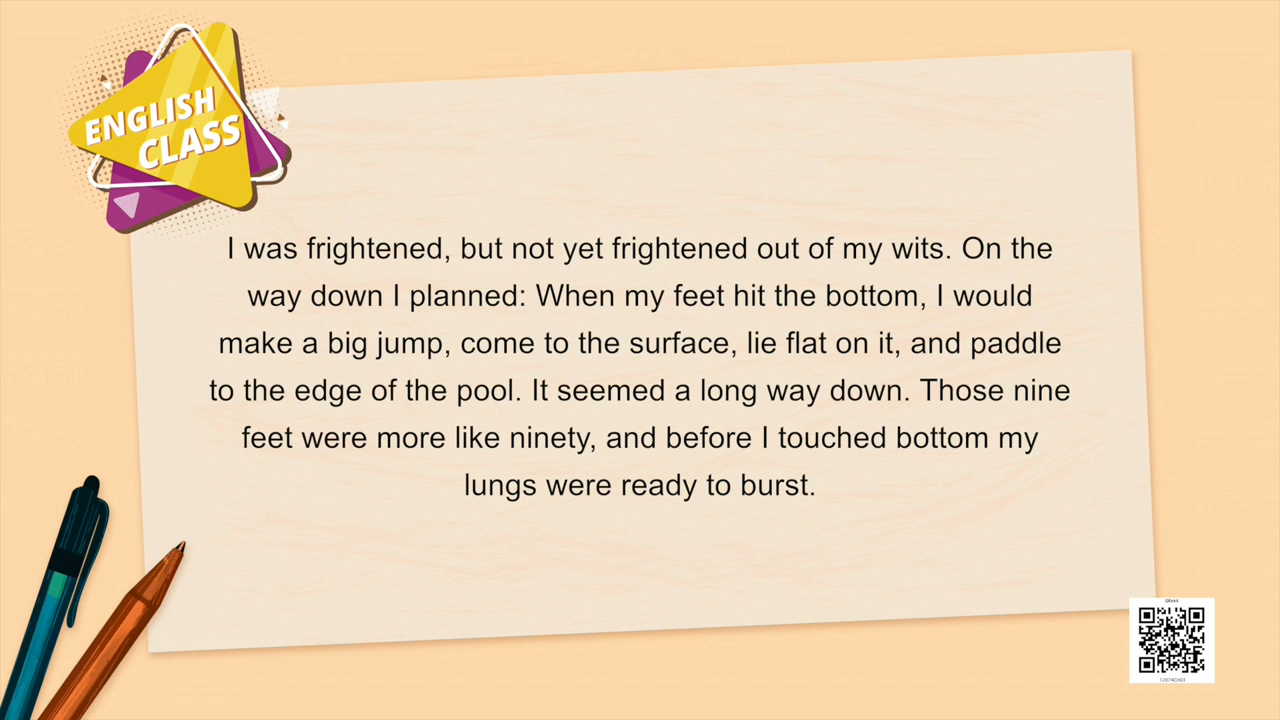 ENGLISH
CLASS
I was frightened, but not yet frightened out of my wits. On the
way down I planned: When my feet hit the bottom, I would
make a big jump, come to the surface, lie flat on it, and paddle
to the edge of the pool. It seemed a long way down. Those nine
feet were more like ninety, and before I touched bottom my
lungs were ready to burst.